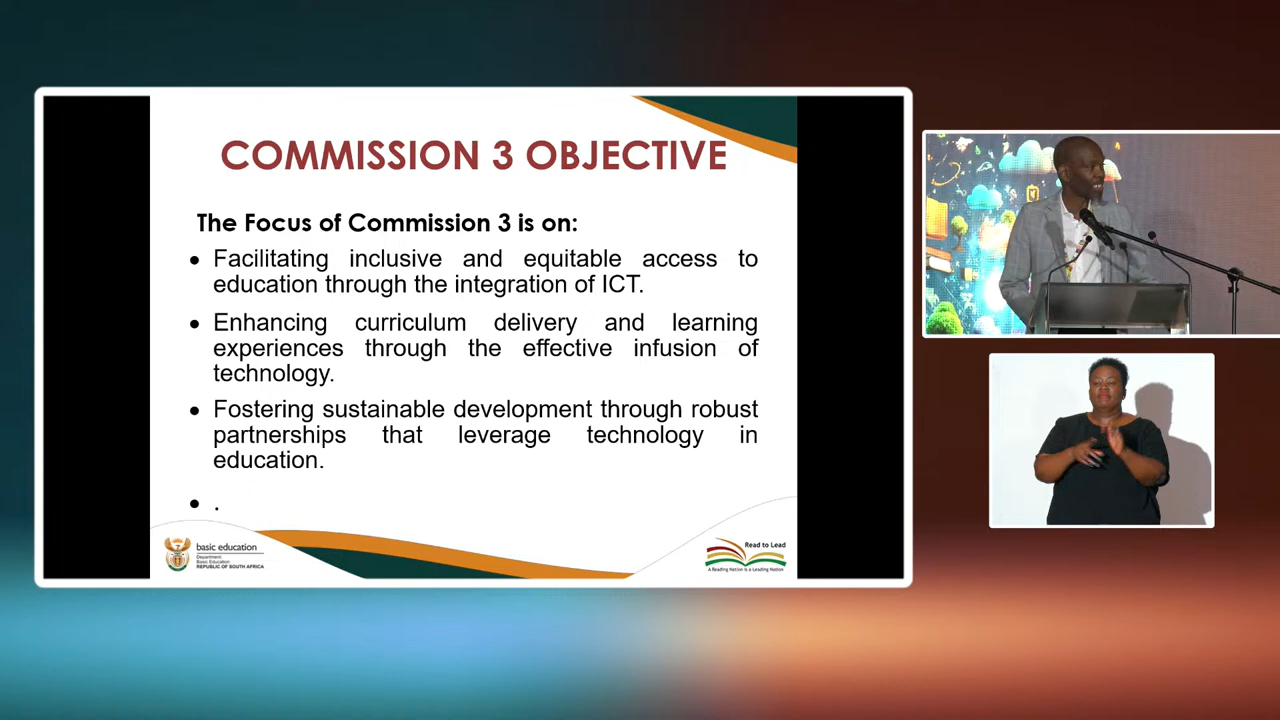 COMMISSION 3 OBJECTIVE
The Focus of Commission 3 is on:
• Facilitating inclusive and equitable access to
education through the integration of ICT.
• Enhancing curriculum delivery and learning
experiences through the effective infusion of
technology.
• Fostering sustainable development through robust
partnerships that leverage technology in
education.
• .
basic education
Department:
Basic Education
REPUBLIC OF SOUTH AFRICA
Read to Lead
A Reading Nation is a Leading Nation